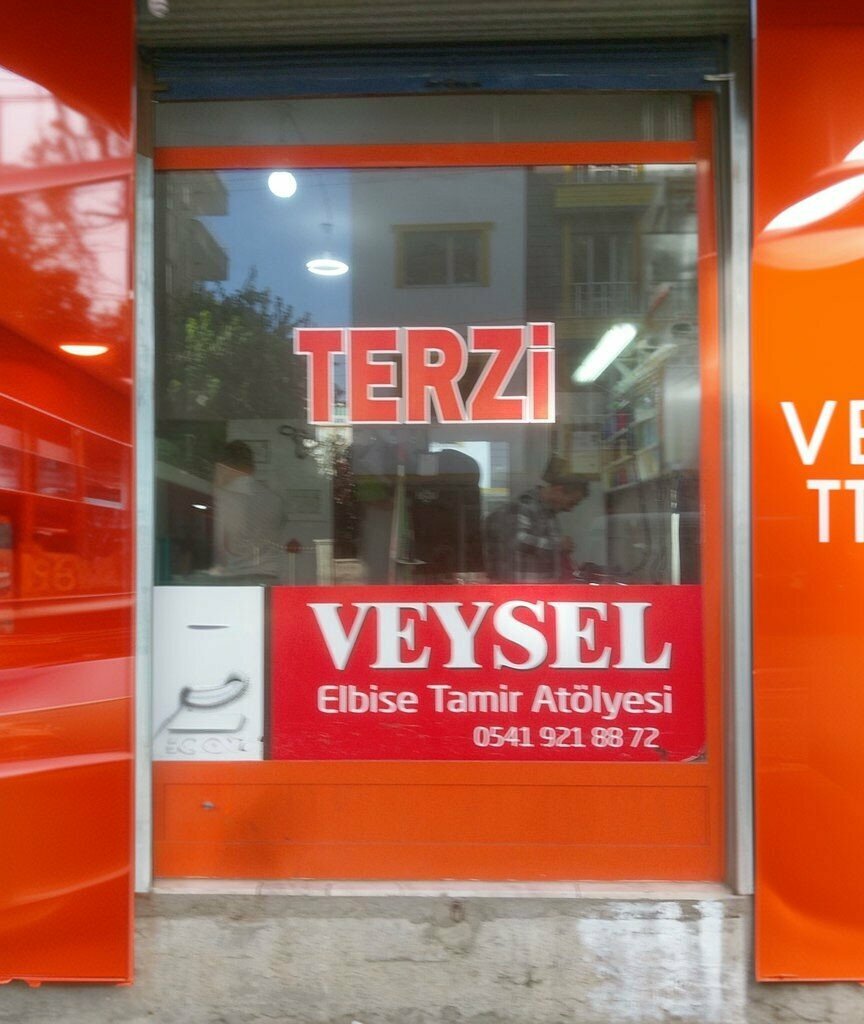 TERZİ
VEYSEL
Elbise Tamir Atölyesi
0541 921 88 72